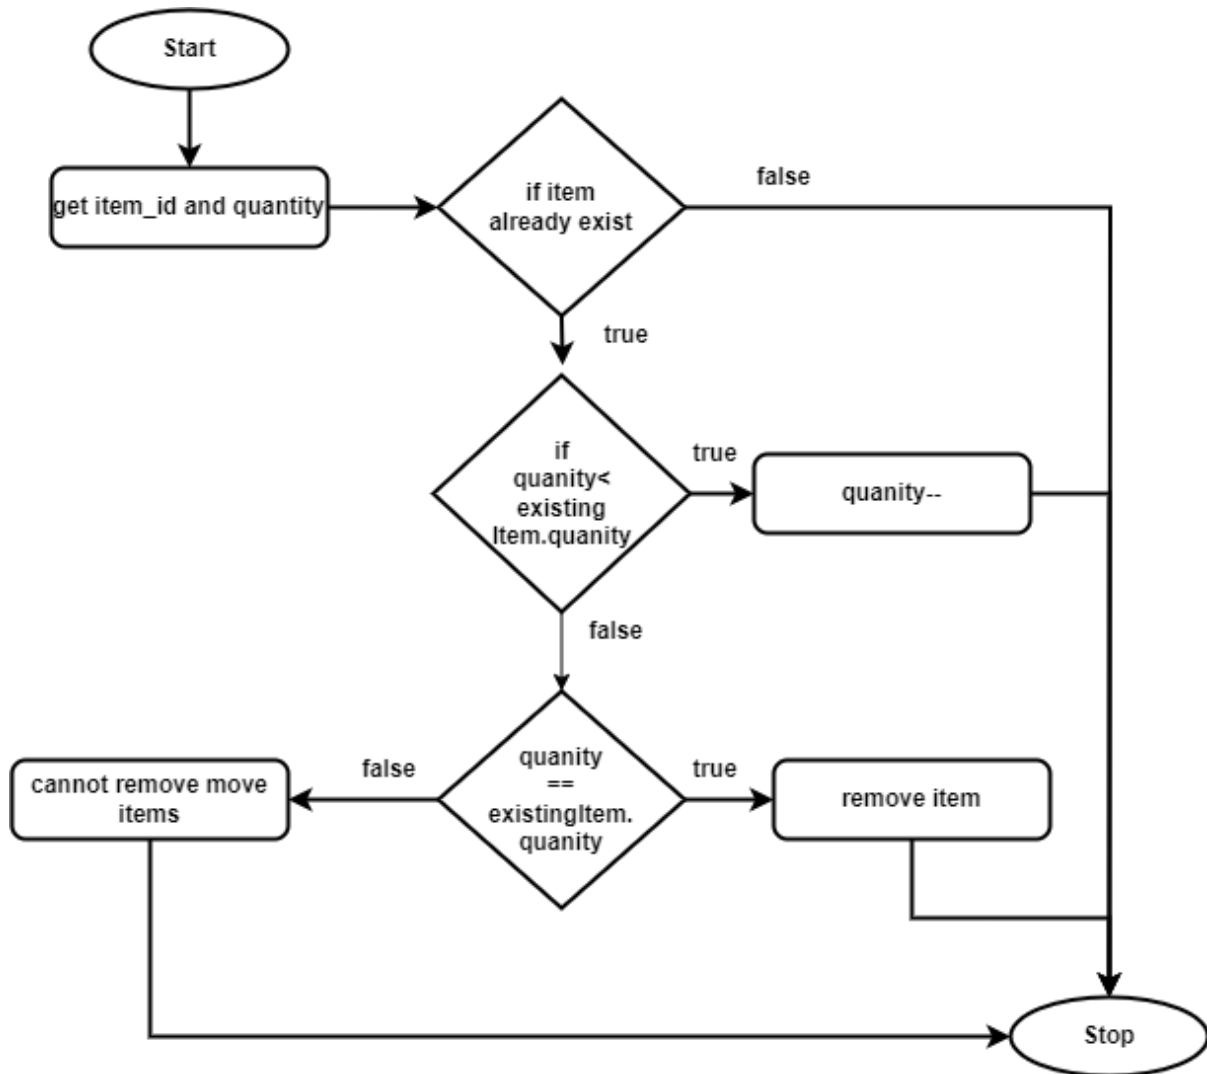 Start
get item_id and quantity
if item
already exist
false
true
if
quanity<
existing
Item.quanity
true
quanity--
false
quanity
==
existingItem.
quanity
false
cannot remove move
items
true
remove item
Stop